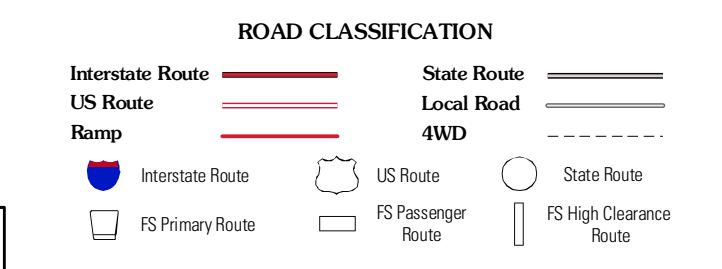 ROAD CLASSIFICATION
Interstate Route
State Route
US Route
Local Road
Ramp
4WD
Interstate Route
US Route
State Route
FS Primary Route
FS Passenger
Route
FS High Clearance
Route